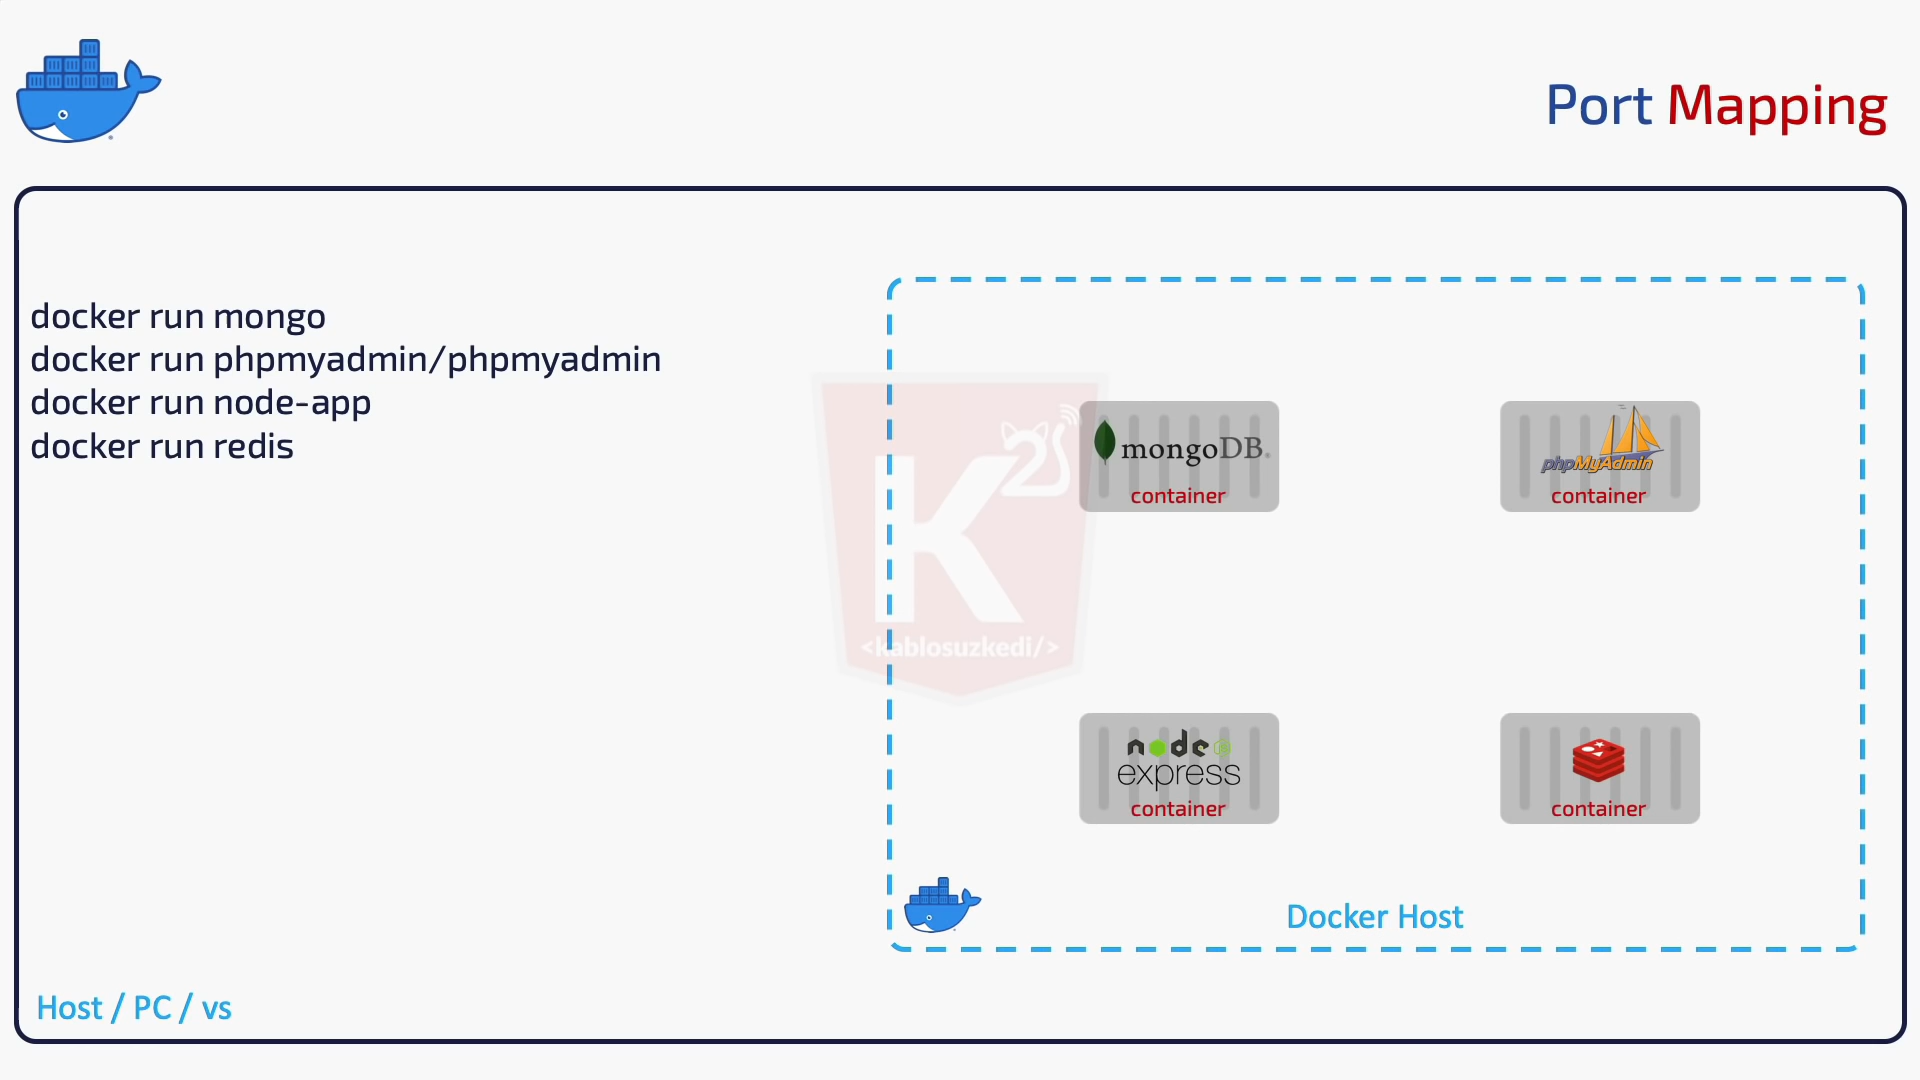 Port Mapping
docker run mongo
docker run phpmyadmin/phpmyadmin
docker run node-app
docker run redis
mongoDB
container
phpMyAdmin
container
K
<kablosuzkedi/>
node
express
container
container
Docker Host
Host / PC / vs